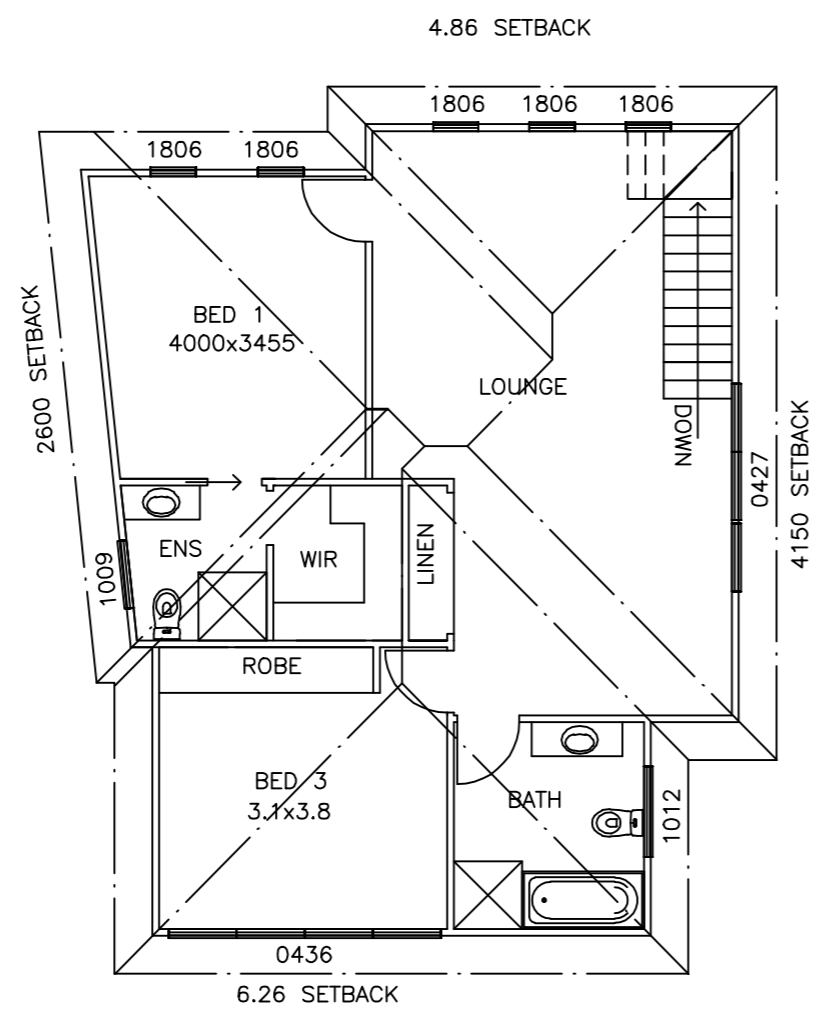 4.86 SETBACK
1806
1806
1806
1806
1806
BED 1
4000x3455
LOUNGE
2600 SETBACK
DOWN
0427
4150 SETBACK
ENS
WIR
LINEN
1009
ROBE
BED 3
3.1x3.8
BATH
1012
0436
6.26 SETBACK